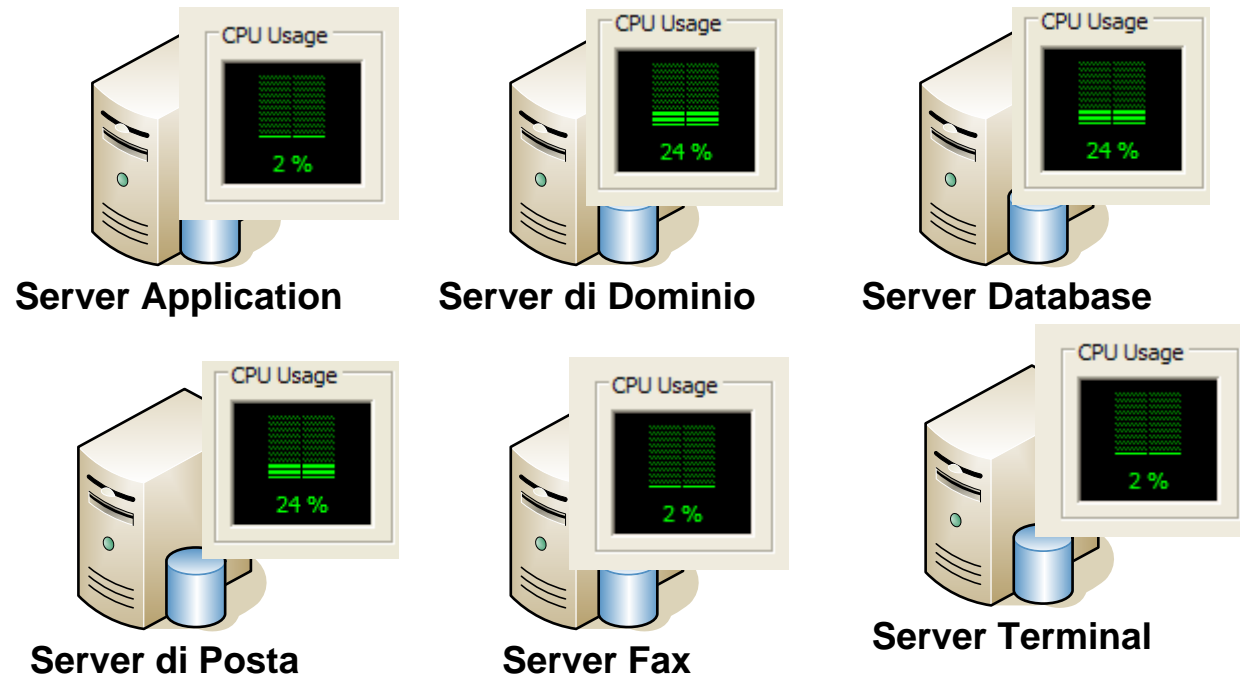 CPU Usage
2 %
Server Application
CPU Usage
24 %
Server di Dominio
CPU Usage
24 %
Server Database
CPU Usage
24 %
Server di Posta
CPU Usage
2 %
Server Fax
CPU Usage
2 %
Server Terminal